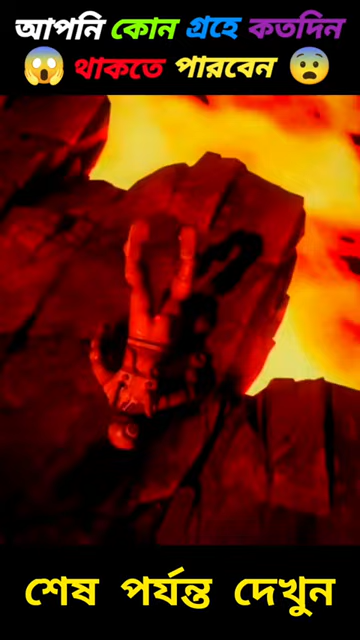 আপনি কোন গ্রহে কতদিন
😱 থাকতে পারবেন 😨
শেষ পর্যন্ত দেখুন